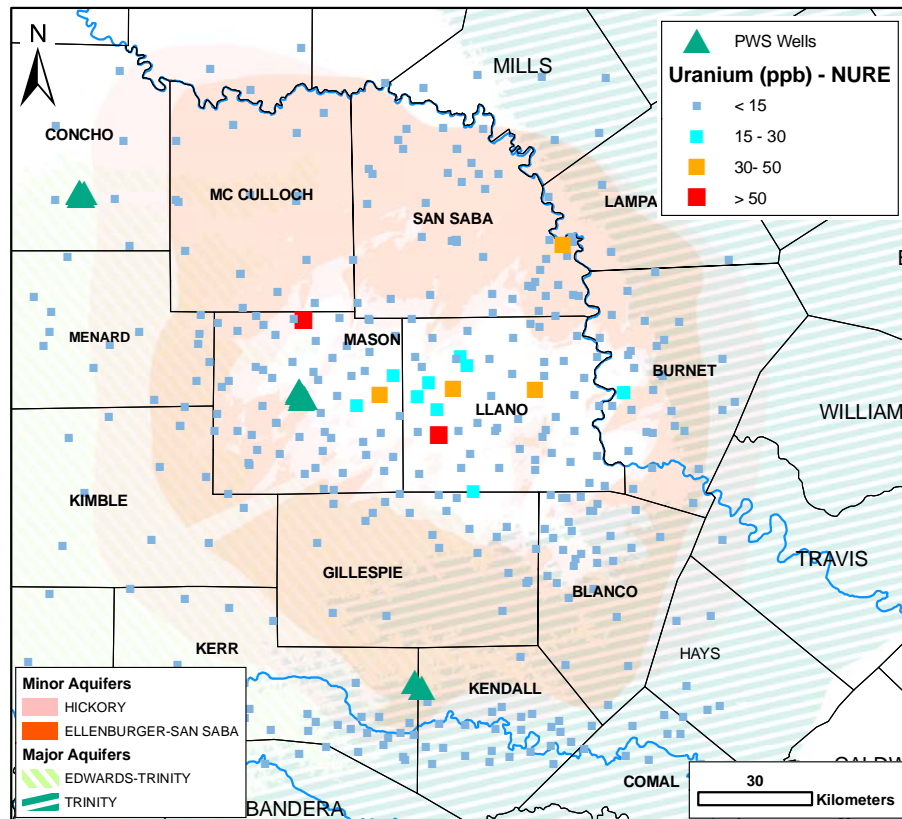 N
PWS Wells
Uranium (ppb) - NURE
< 15
15 - 30
30- 50
> 50
MILLS
CONCHO
MC CULLOCH
SAN SABA
LAMPA
MENARD
MASON
BURNET
LLANO
WILLIAM
KIMBLE
TRAVIS
GILLESPIE
BLANCO
KERR
HAYS
KENDALL
Minor Aquifers
HICKORY
ELLENBURGER-SAN SABA
Major Aquifers
EDWARDS-TRINITY
TRINITY
BANDERA
COMAL
30
Kilometers